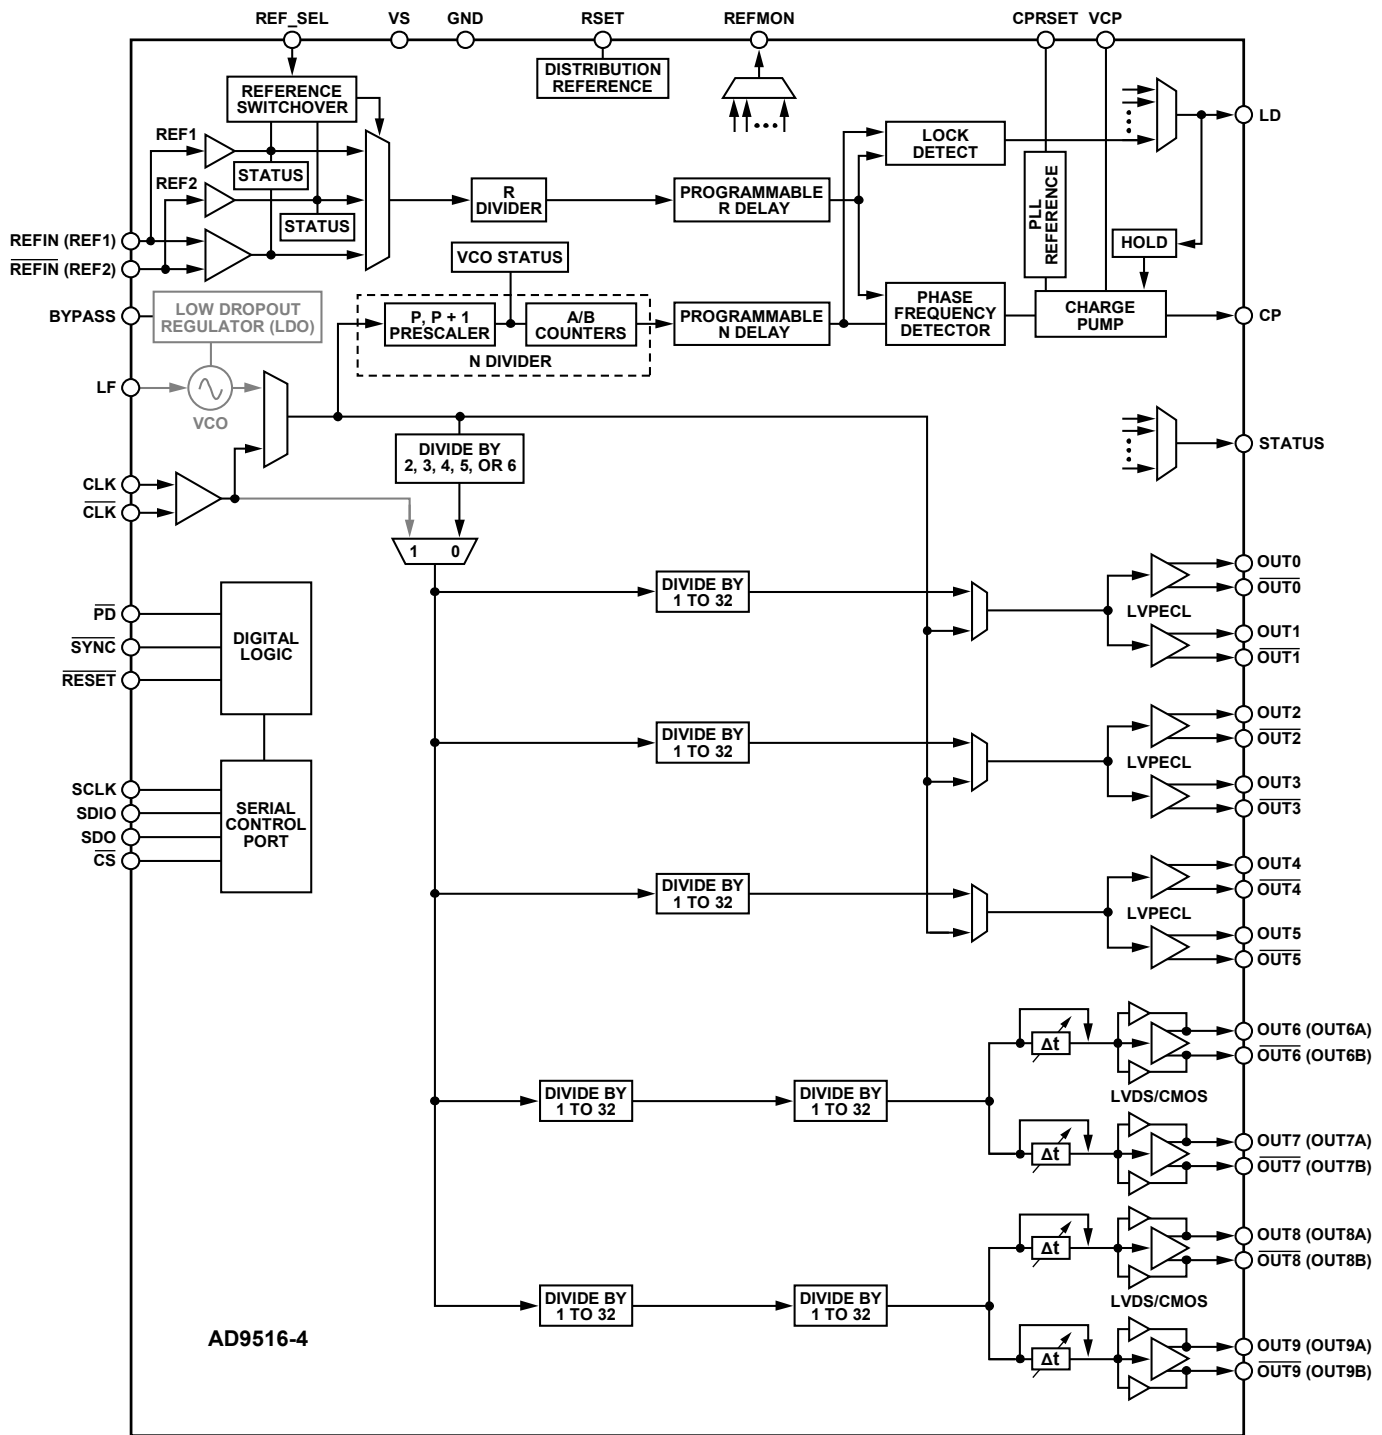 REF_SEL
VS
GND
RSET
REFMON
CPRSET
VCP
DISTRIBUTION
REFERENCE
REFERENCE
SWITCHOVER
REF1
STATUS
REF2
STATUS
REFIN (REF1)
REFIN (REF2)
R
DIVIDER
PROGRAMMABLE
R DELAY
LOCK
DETECT
PLL
REFERENCE
LD
HOLD
VCO STATUS
BYPASS
LOW DROPOUT
REGULATOR (LDO)
P, P + 1
PRESCALER
A/B
COUNTERS
N DIVIDER
PROGRAMMABLE
N DELAY
PHASE
FREQUENCY
DETECTOR
CHARGE
PUMP
CP
LF
VCO
DIVIDE BY
2, 3, 4, 5, OR 6
STATUS
CLK
CLK
1 0
PD
SYNC
RESET
DIGITAL
LOGIC
SCLK
SDIO
SDO
CS
SERIAL
CONTROL
PORT
DIVIDE BY
1 TO 32
LVPECL
OUT0
OUT0
OUT1
OUT1
DIVIDE BY
1 TO 32
LVPECL
OUT2
OUT2
OUT3
OUT3
DIVIDE BY
1 TO 32
LVPECL
OUT4
OUT4
OUT5
OUT5
DIVIDE BY
1 TO 32
DIVIDE BY
1 TO 32
Δt
Δt
LVDS/CMOS
OUT6 (OUT6A)
OUT6 (OUT6B)
OUT7 (OUT7A)
OUT7 (OUT7B)
DIVIDE BY
1 TO 32
DIVIDE BY
1 TO 32
Δt
Δt
LVDS/CMOS
OUT8 (OUT8A)
OUT8 (OUT8B)
OUT9 (OUT9A)
OUT9 (OUT9B)
AD9516-4